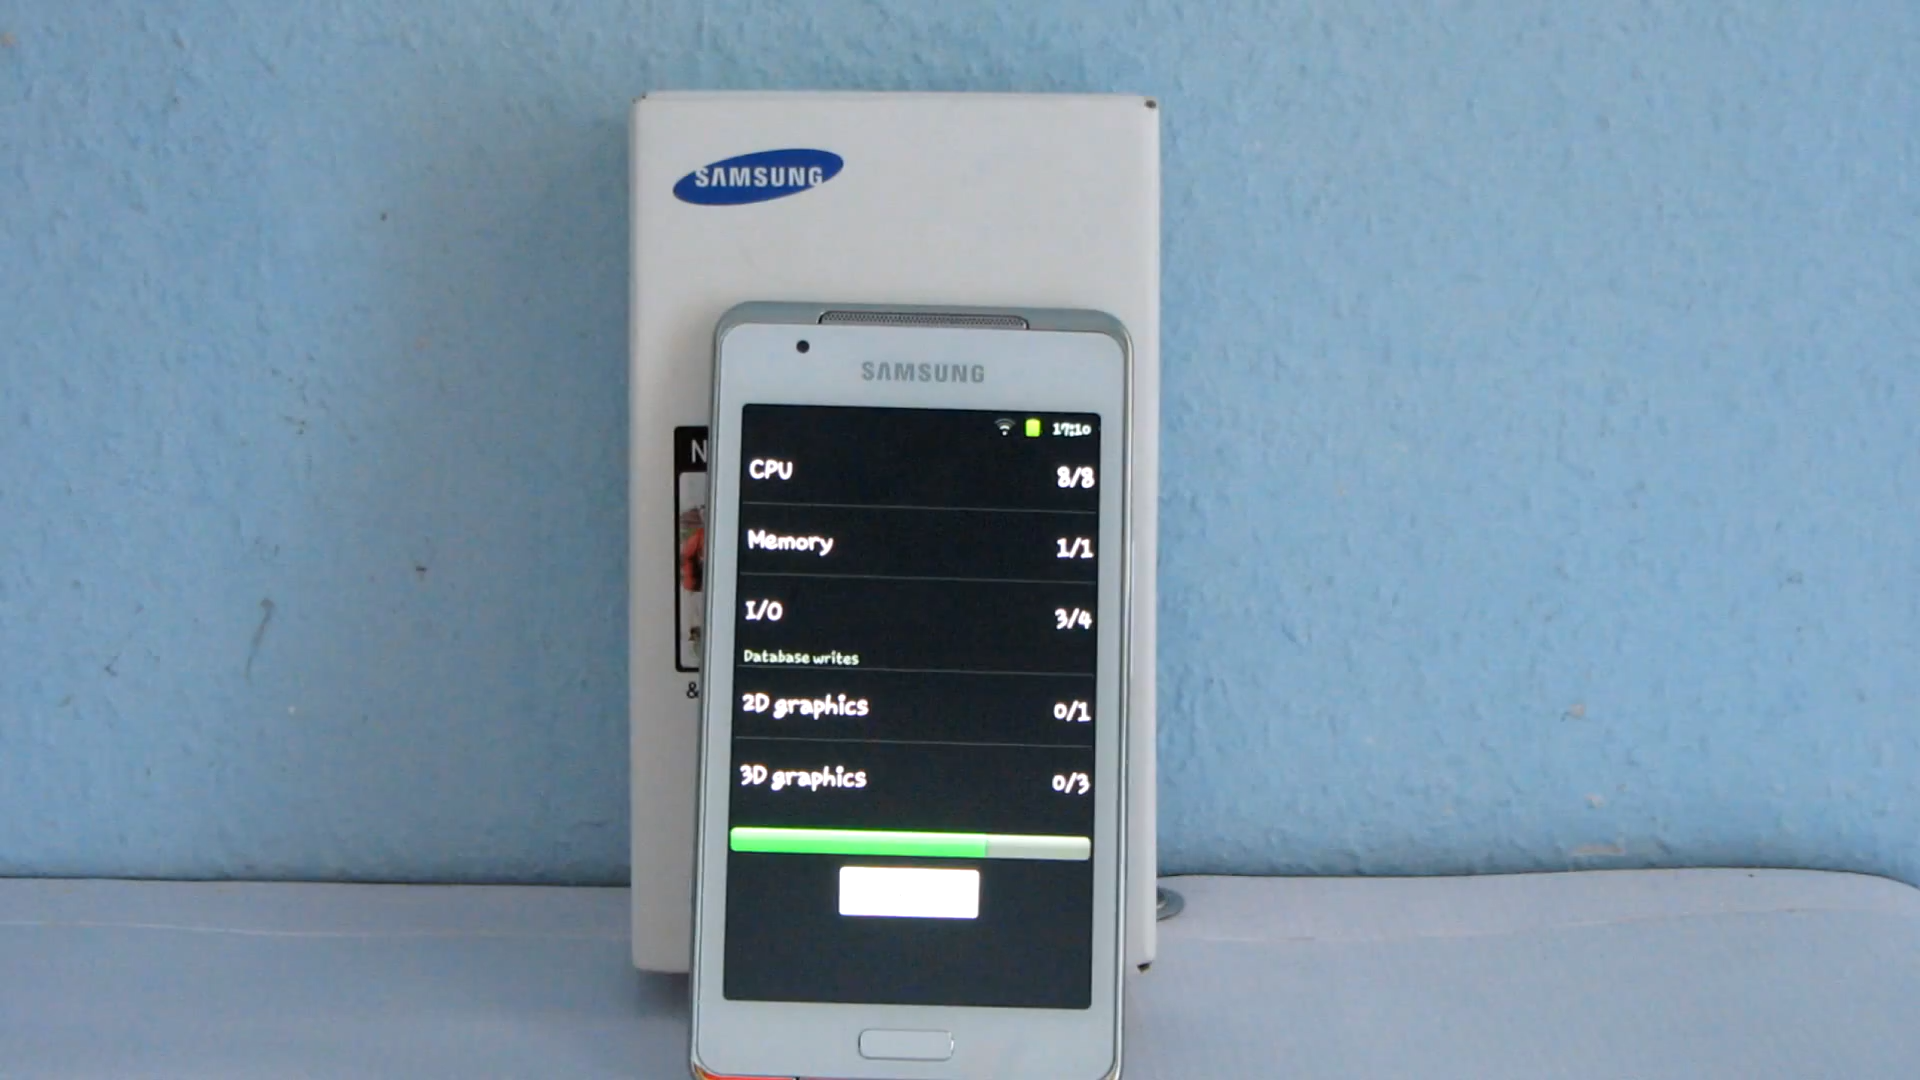 SAMSUNG
SAMSUNG
17:10
CPU 8/8
Memory 1/1
I/O 3/4
Database writes
2D graphics 0/1
3D graphics 0/3
N
&